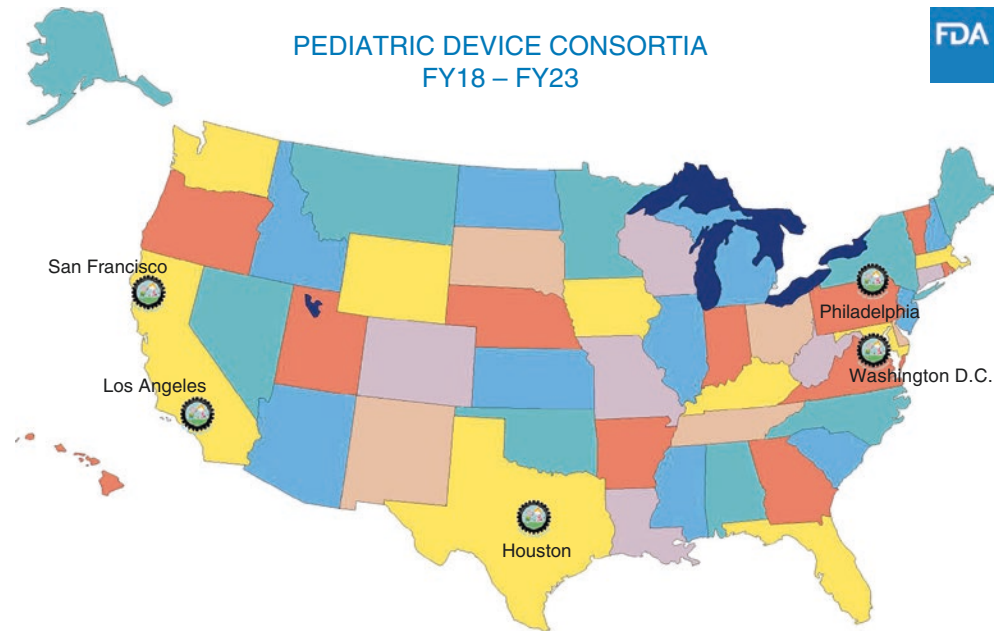 PEDIATRIC DEVICE CONSORTIA
FY18 – FY23
FDA
San Francisco
Los Angeles
Houston
Philadelphia
Washington D.C.